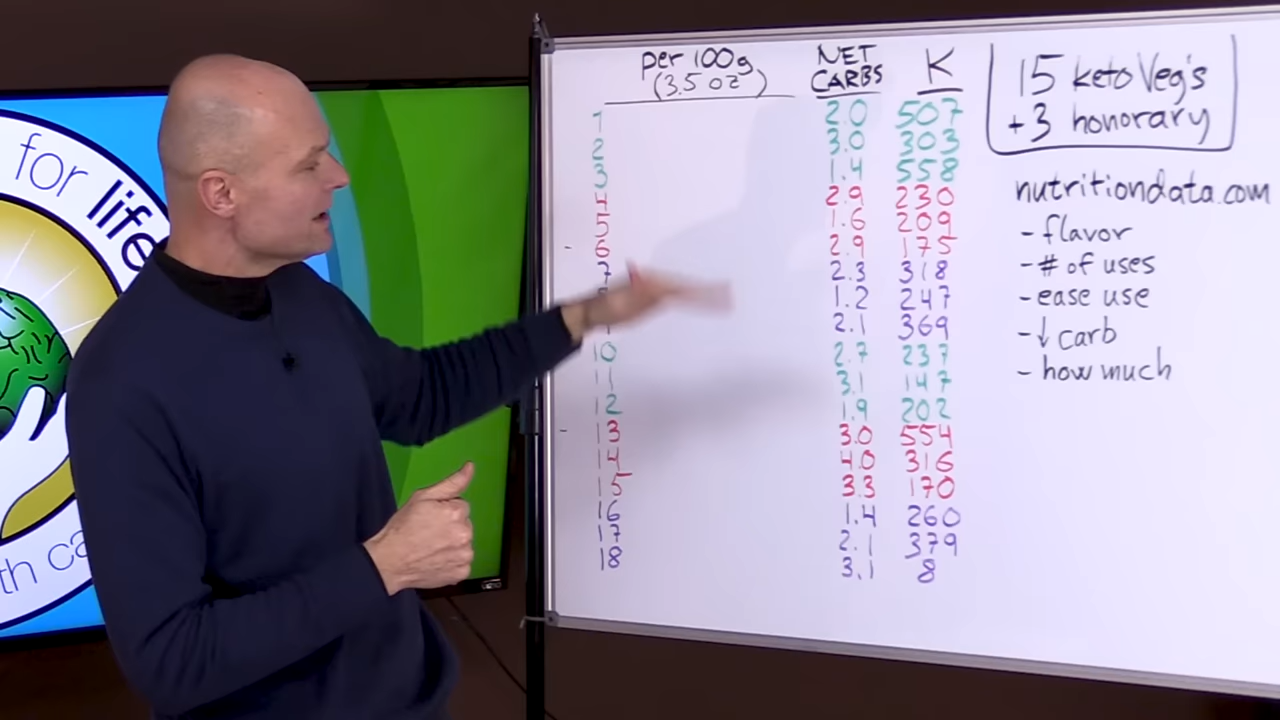 for life
th ca
per 100g NET CARBS K
(3.5 oz)
1 2.0 507
2 3.0 303
3 1.4 558
4 2.9 230
5 1.6 209
- 6 2.9 175
7 2.3 318
1.2 247
2.1 369
10 2.7 237
11 3.1 147
12 1.9 202
- 13 3.0 554
14 4.0 316
15 3.3 170
16 1.4 260
17 2.1 379
18 3.1 8
15 keto Veg's
+3 honorary
nutritiondata.com
- flavor
- # of uses
- ease use
- ↓ carb
- how much